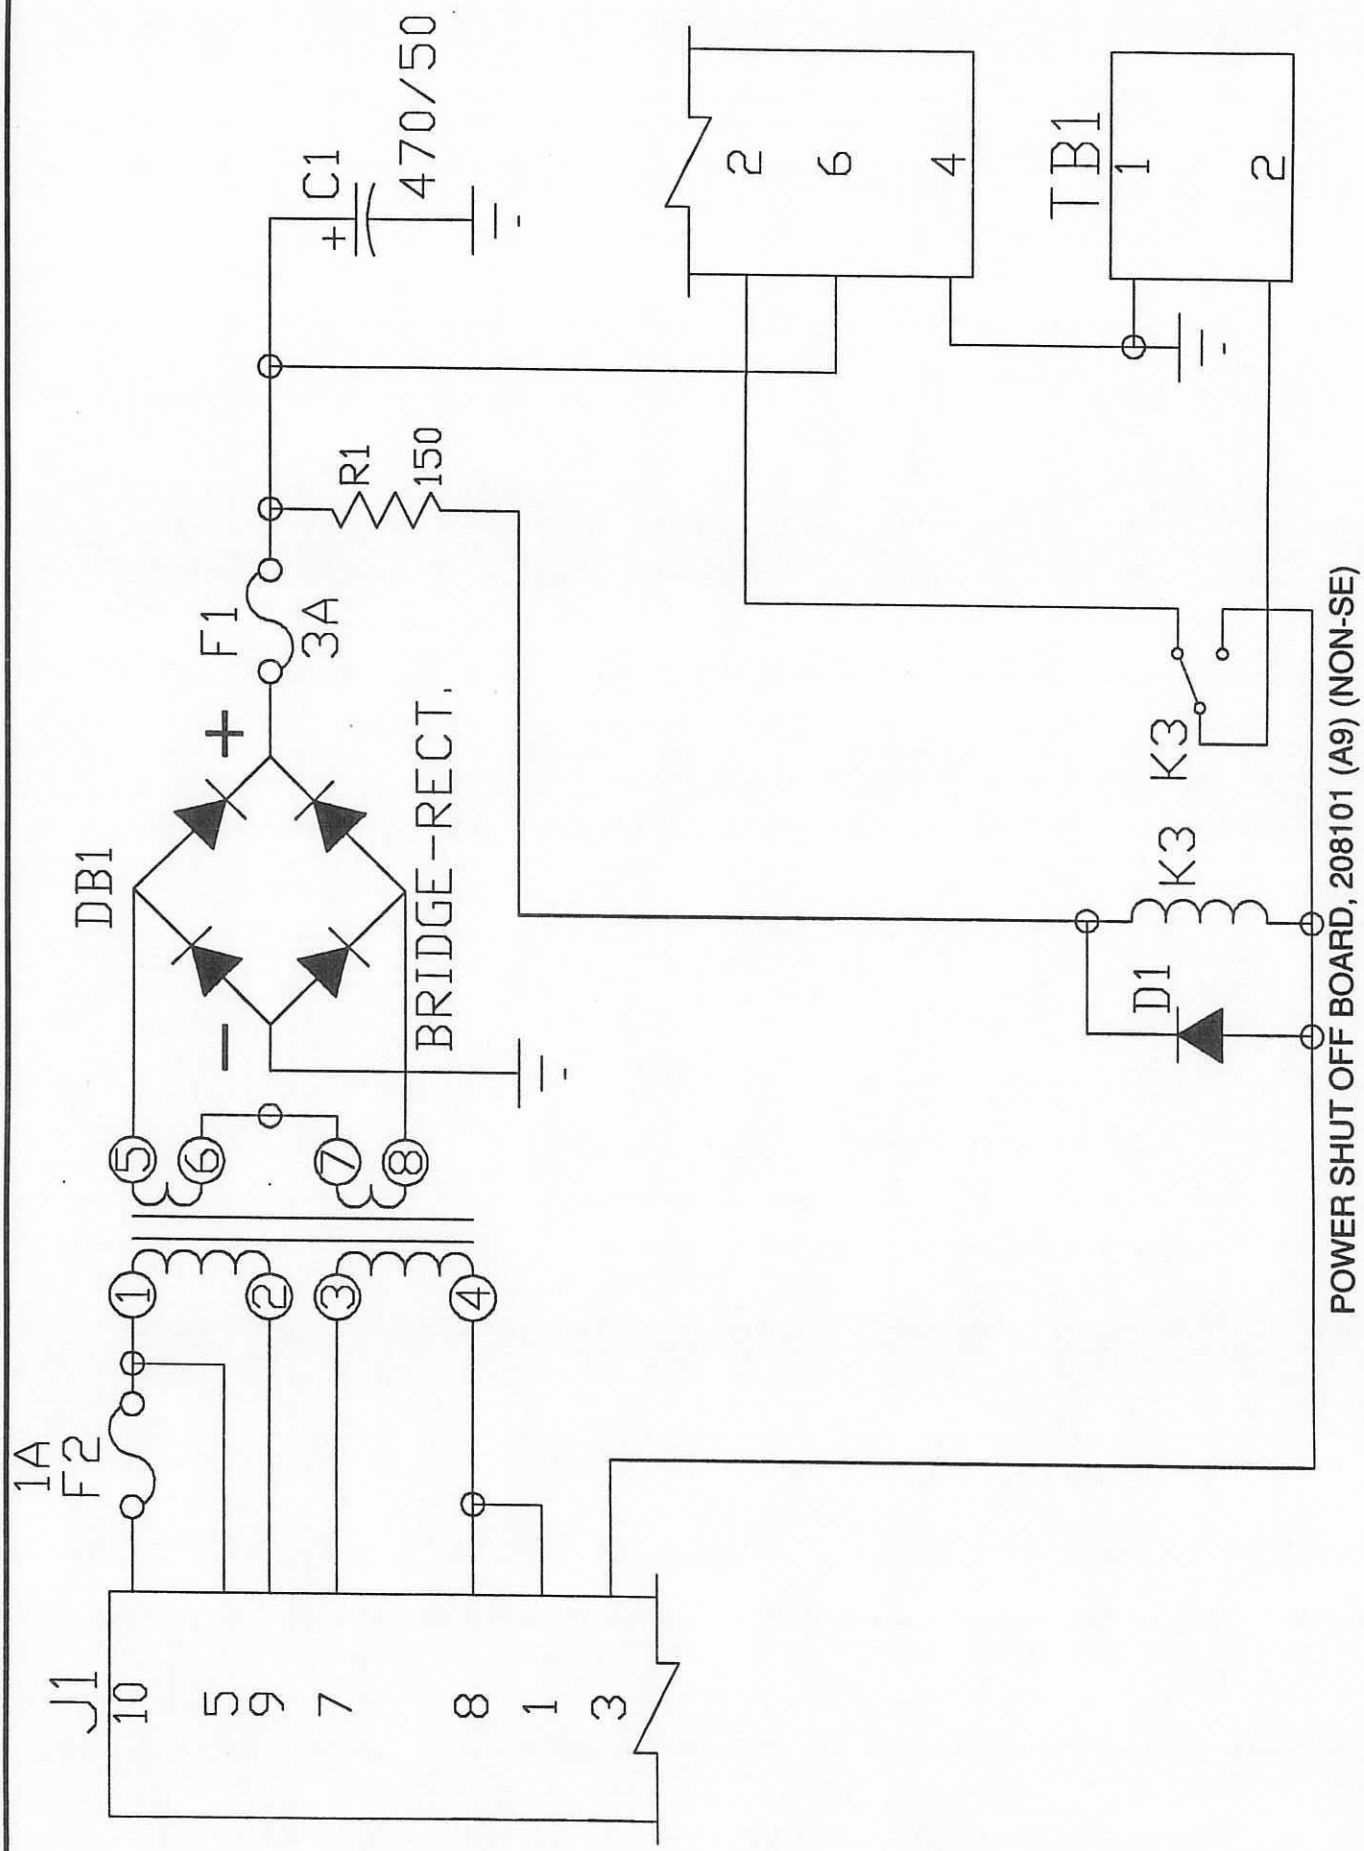 J1
10
5
9
7
8
1
3
1A
F2
1
2
3
4
5
6
7
8
DB1
+
−
BRIDGE-RECT.
F1
3A
R1
150
C1
+
470/50
2
6
4
TB1
1
2
D1
K3
K3
POWER SHUT OFF BOARD, 208101 (A9) (NON-SE)